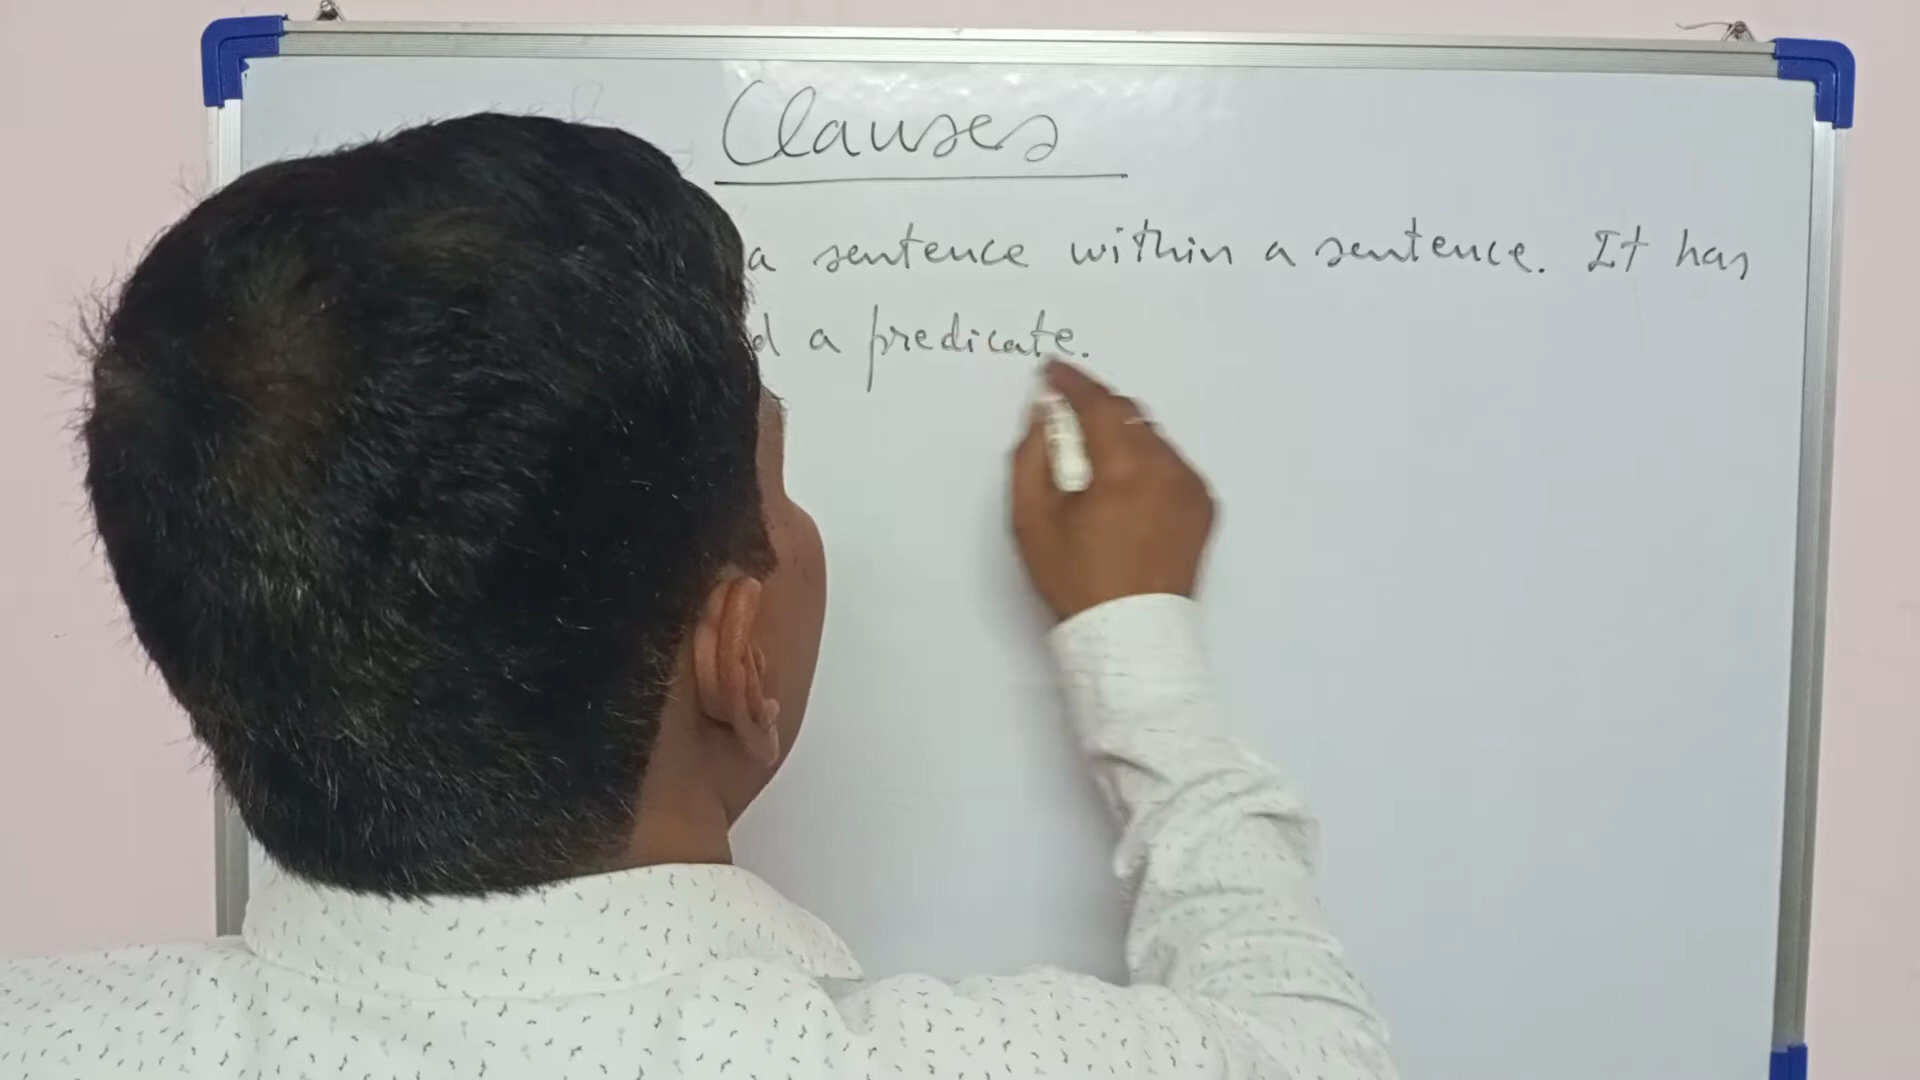 Clauses
a sentence within a sentence. It has
d a predicate.